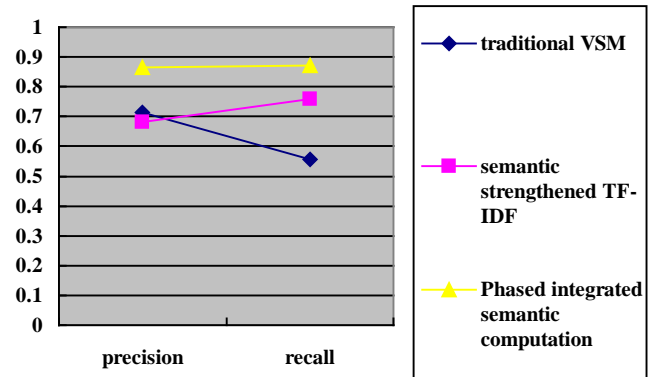 1
0.9
0.8
0.7
0.6
0.5
0.4
0.3
0.2
0.1
0
precision recall
traditional VSM
semantic
strengthened TF-
IDF
Phased integrated
semantic
computation